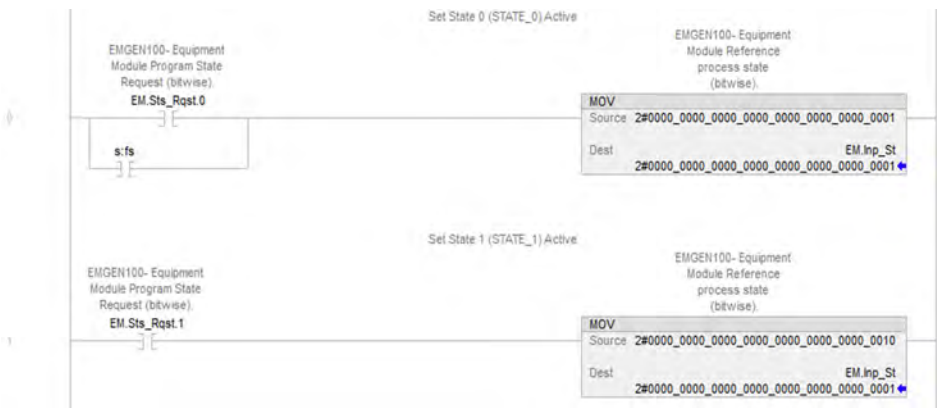 Set State 0 (STATE_0) Active
EMGEN100- Equipment
Module Program State
Request (bitwise).
EM.Sts_Rqst.0
s:fs
EMGEN100- Equipment
Module Reference
process state
(bitwise).
MOV
Source 2#0000_0000_0000_0000_0000_0000_0000_0001
Dest EM.Inp_St
2#0000_0000_0000_0000_0000_0000_0000_0001
0
Set State 1 (STATE_1) Active
EMGEN100- Equipment
Module Program State
Request (bitwise).
EM.Sts_Rqst.1
EMGEN100- Equipment
Module Reference
process state
(bitwise).
MOV
Source 2#0000_0000_0000_0000_0000_0000_0000_0010
Dest EM.Inp_St
2#0000_0000_0000_0000_0000_0000_0000_0001
1